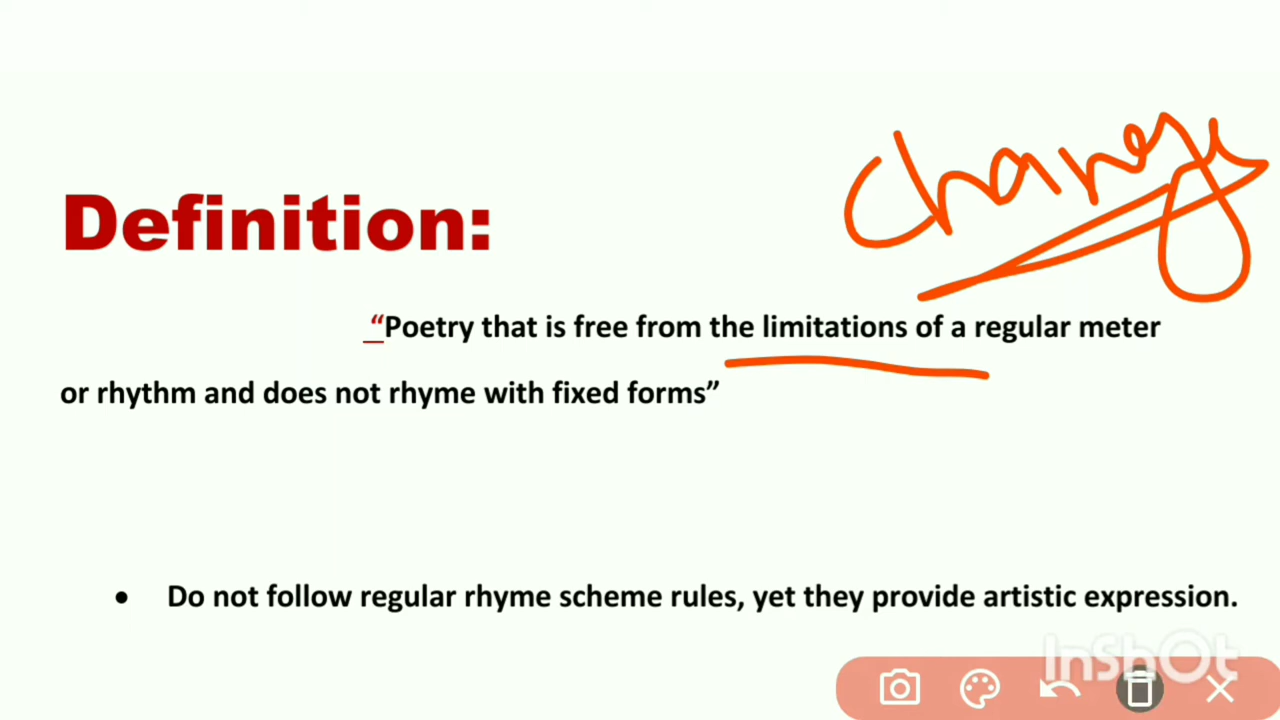 Change
Definition:
“Poetry that is free from the limitations of a regular meter
or rhythm and does not rhyme with fixed forms”
• Do not follow regular rhyme scheme rules, yet they provide artistic expression.
InShOt